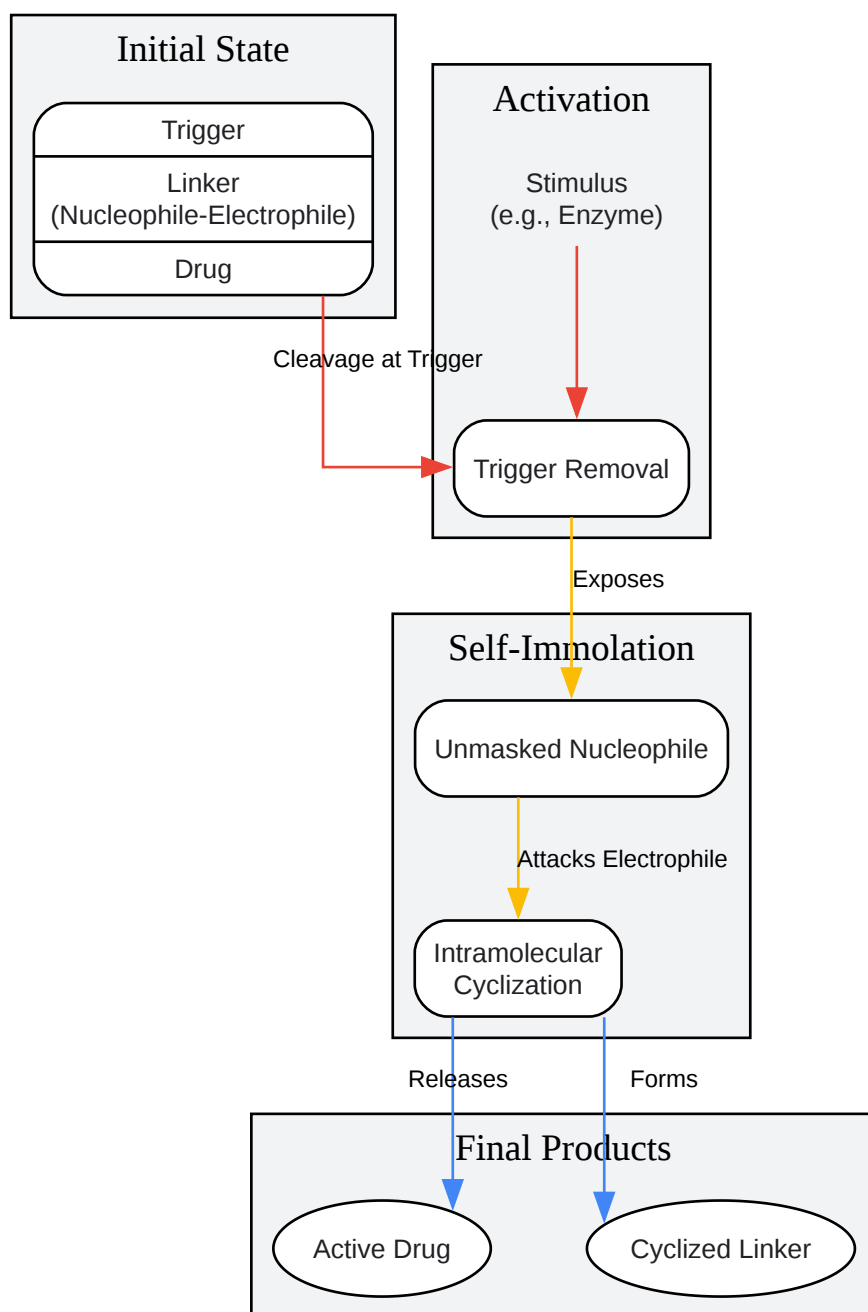 Initial State
Trigger
Linker
(Nucleophile-Electrophile)
Drug
Activation
Stimulus
(e.g., Enzyme)
Cleavage at Trigger
Trigger Removal
Exposes
Self-Immolation
Unmasked Nucleophile
Attacks Electrophile
Intramolecular
Cyclization
Releases
Forms
Final Products
Active Drug
Cyclized Linker